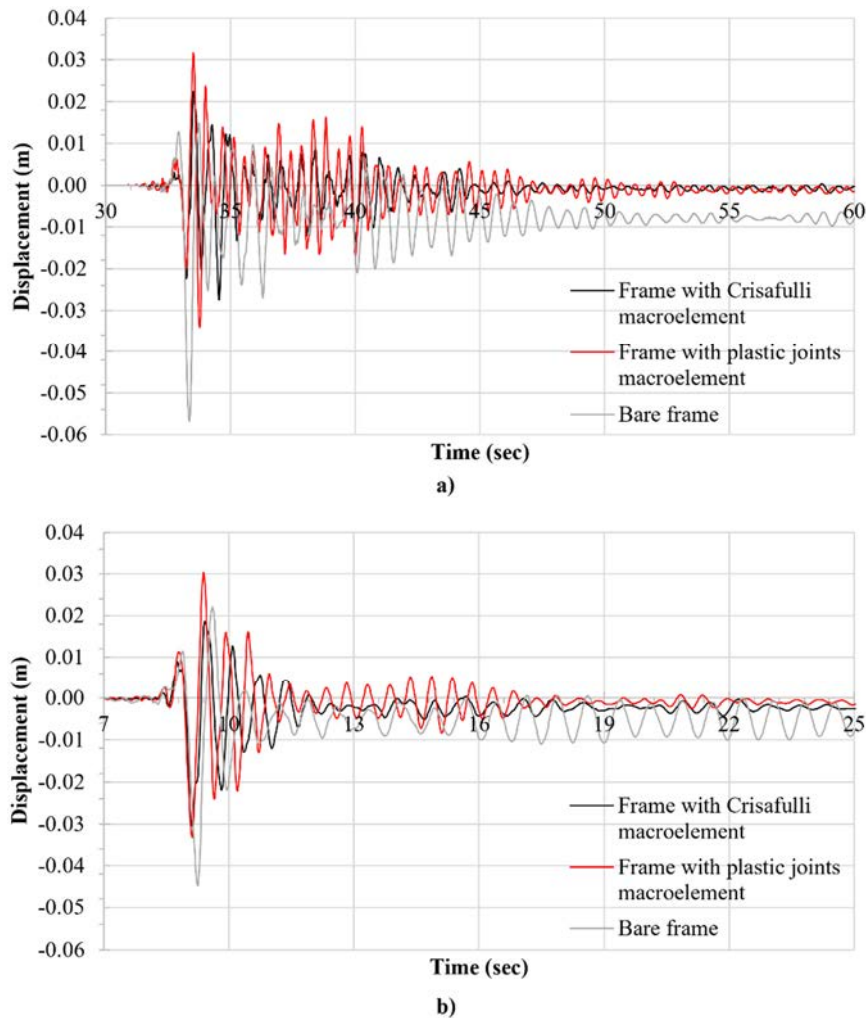 0.04
0.03
0.02
0.01
0.00
-0.01
-0.02
-0.03
-0.04
-0.05
-0.06
Displacement (m)
30 35 40 45 50 55 60
Frame with Crisafulli
macroelement
Frame with plastic joints
macroelement
Bare frame
Time (sec)
a)
0.04
0.03
0.02
0.01
0.00
-0.01
-0.02
-0.03
-0.04
-0.05
-0.06
Displacement (m)
7 10 13 16 19 22 25
Frame with Crisafulli
macroelement
Frame with plastic joints
macroelement
Bare frame
Time (sec)
b)